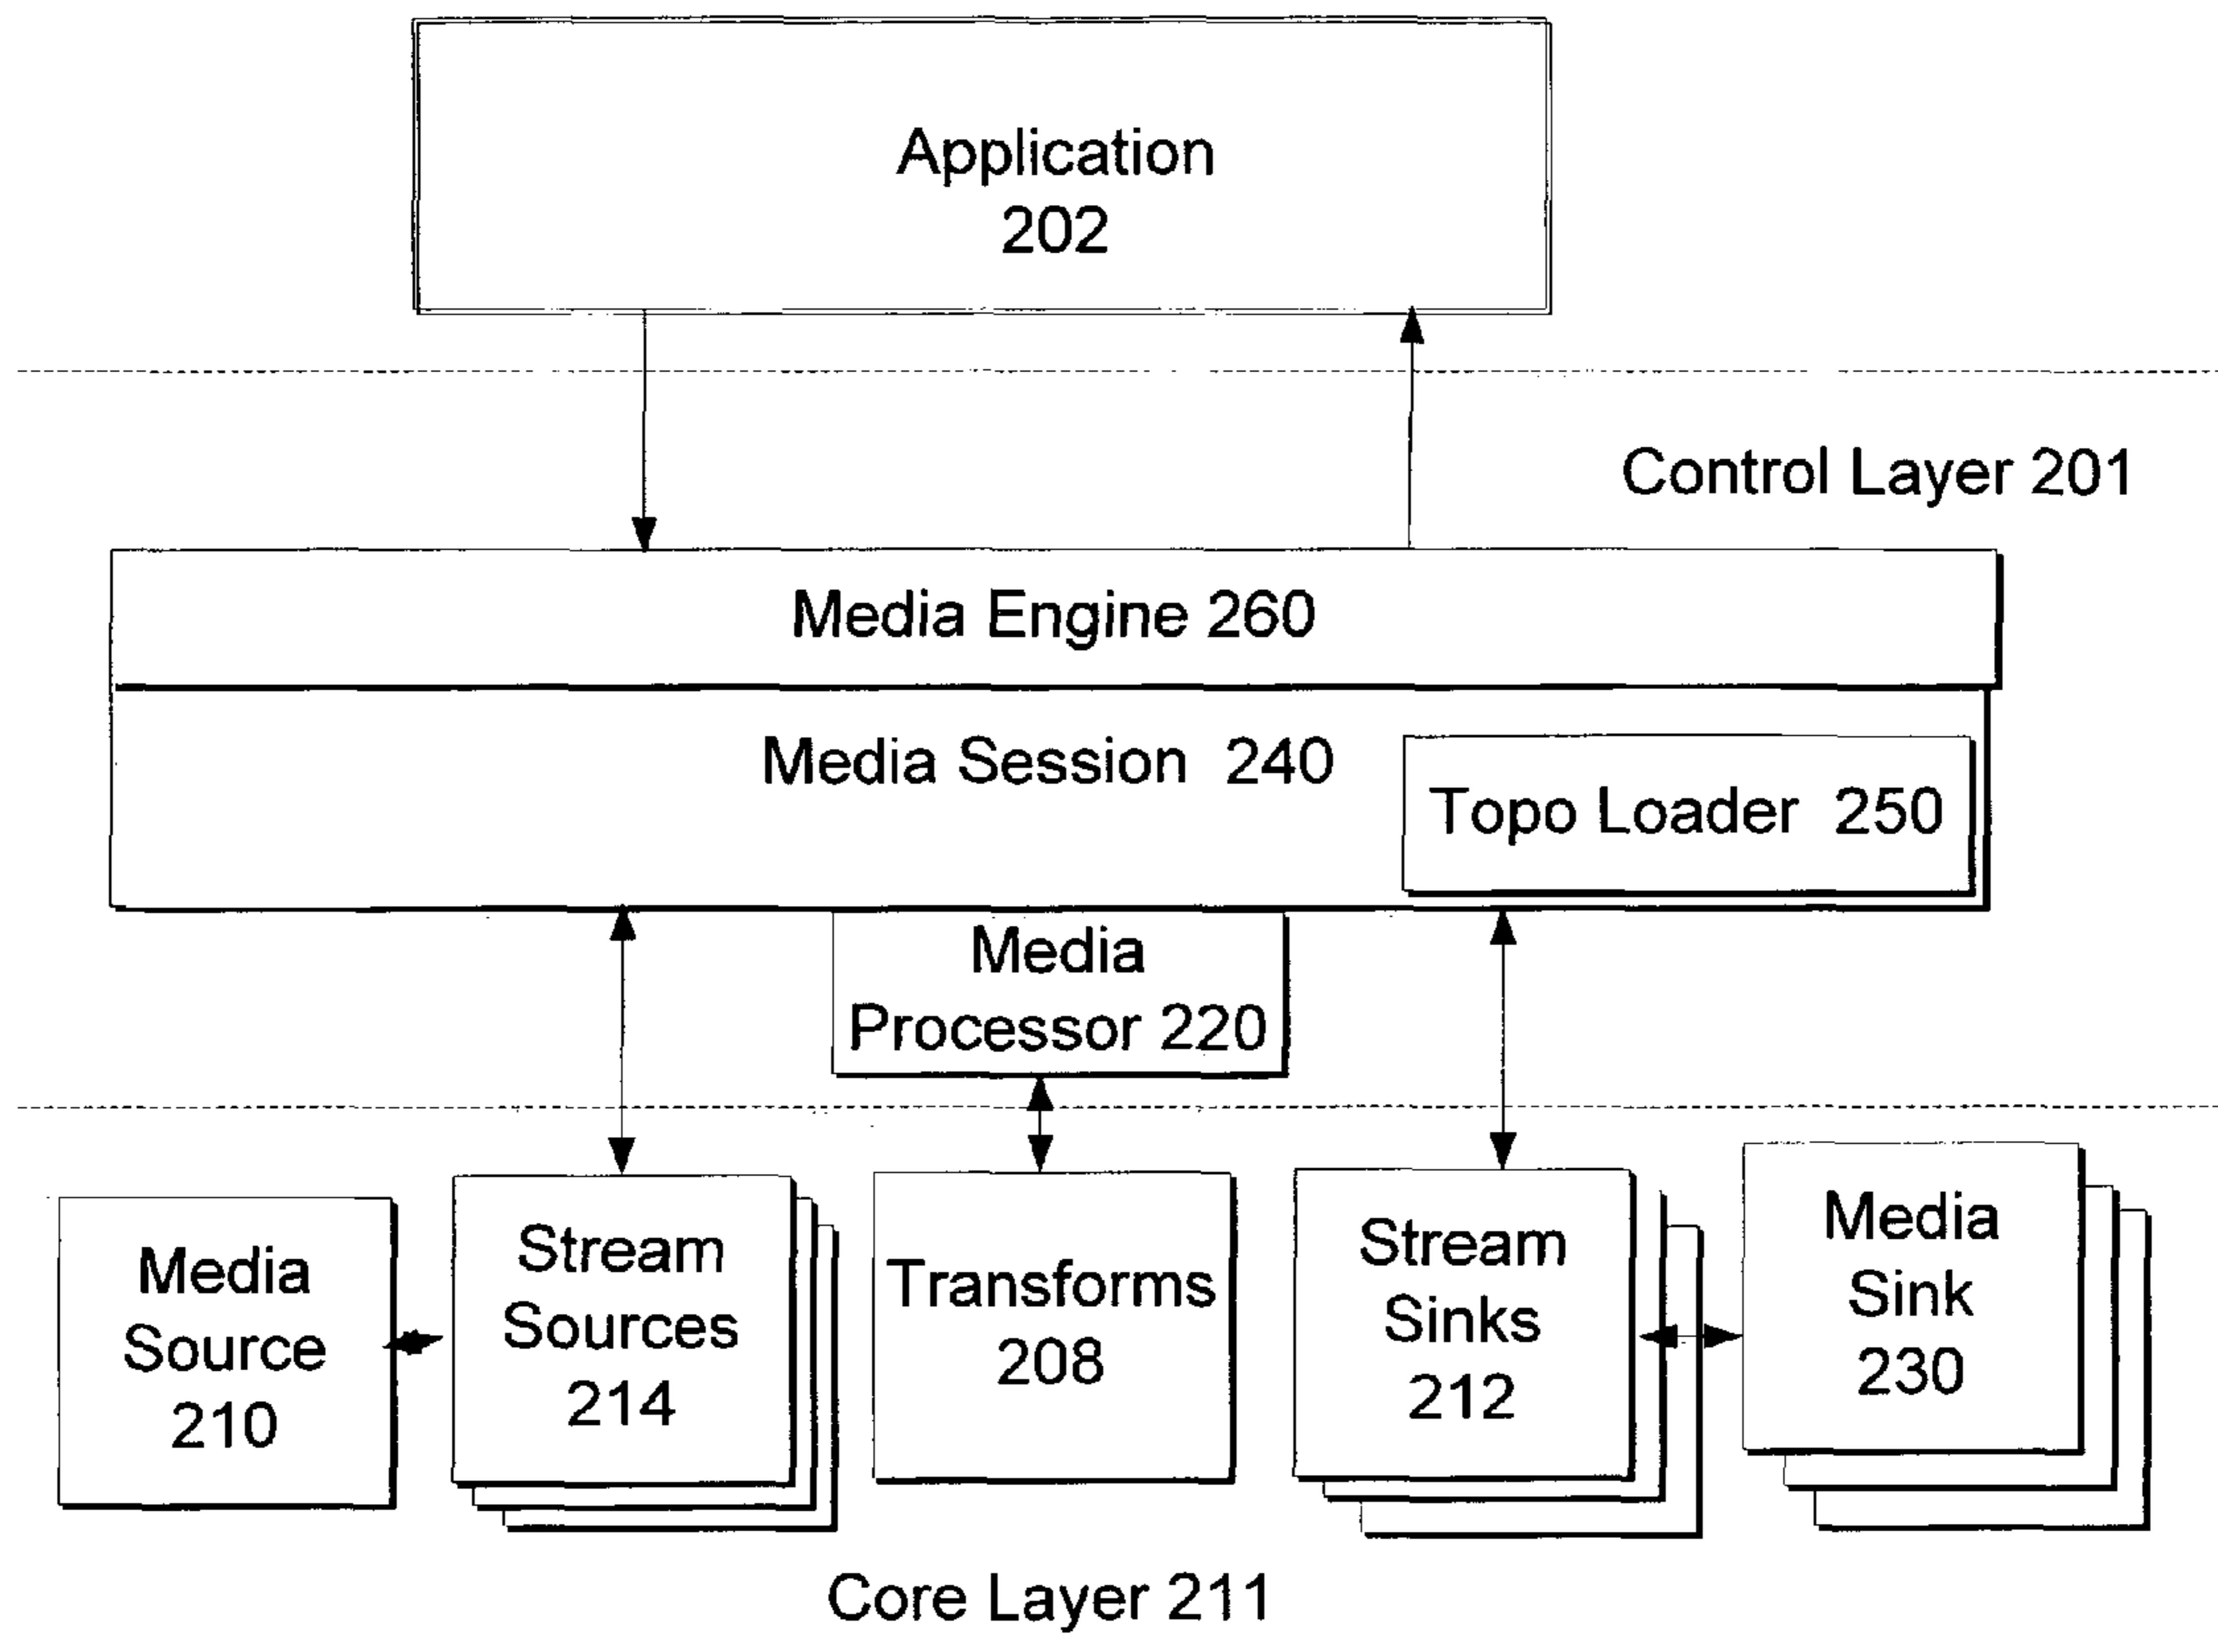 Application
202
Control Layer 201
Media Engine 260
Media Session 240
Topo Loader 250
Media
Processor 220
Media
Source
210
Stream
Sources
214
Transforms
208
Stream
Sinks
212
Media
Sink
230
Core Layer 211